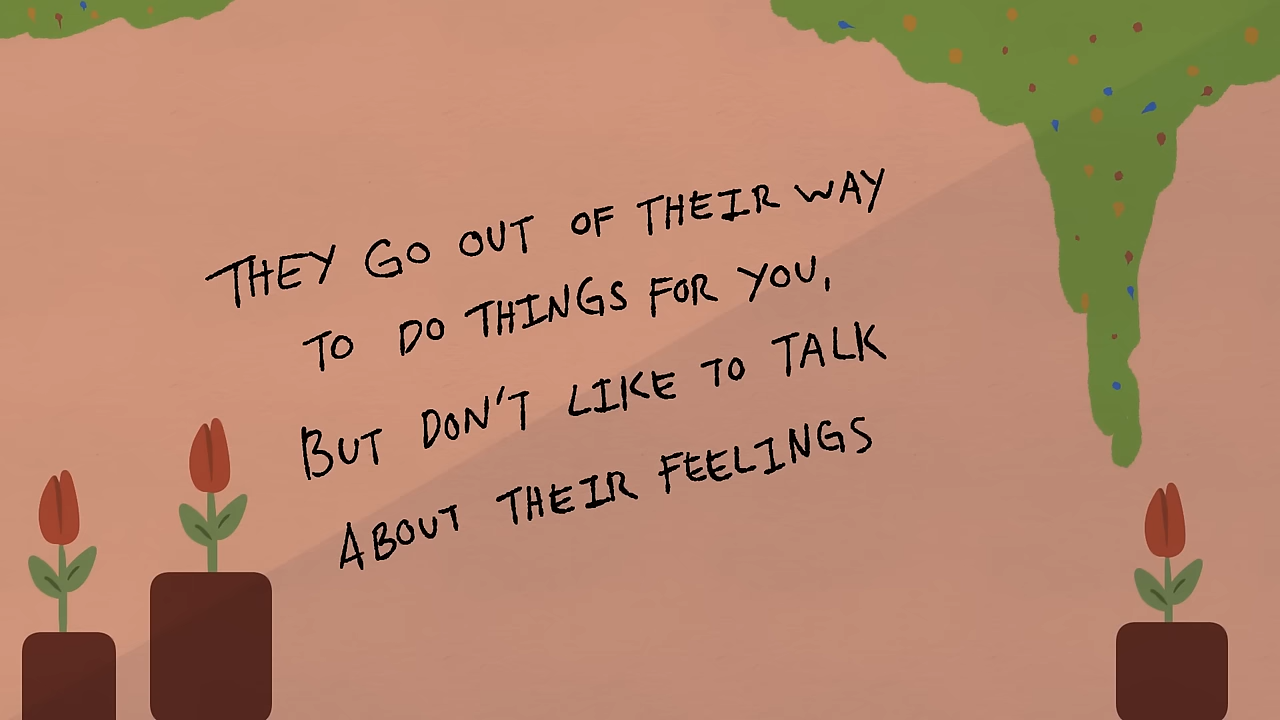 THEY GO OUT OF THEIR WAY
TO DO THINGS FOR YOU,
BUT DON'T LIKE TO TALK
ABOUT THEIR FEELINGS